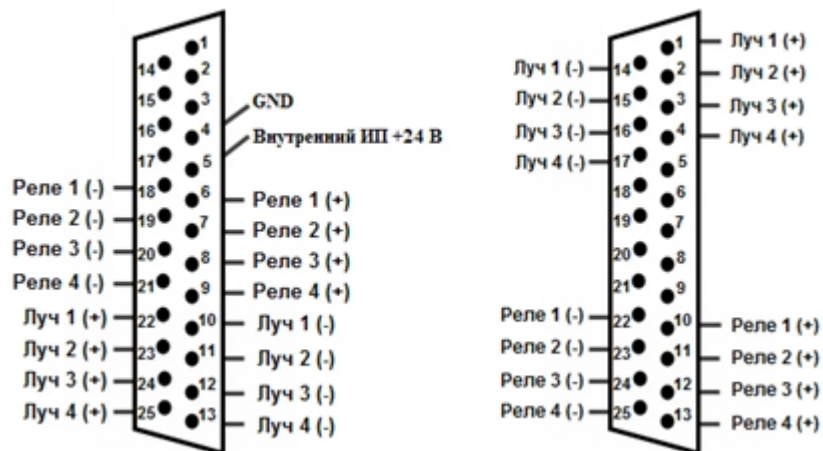 1
14
2
15
3
GND
16
4
Внутренний ИП +24 В
17
5
Реле 1 (-)
18
6
Реле 1 (+)
Реле 2 (-)
19
7
Реле 2 (+)
Реле 3 (-)
20
8
Реле 3 (+)
Реле 4 (-)
21
9
Реле 4 (+)
Луч 1 (+)
22
10
Луч 1 (-)
Луч 2 (+)
23
11
Луч 2 (-)
Луч 3 (+)
24
12
Луч 3 (-)
Луч 4 (+)
25
13
Луч 4 (-)
1
Луч 1 (+)
Луч 1 (-)
14
2
Луч 2 (+)
Луч 2 (-)
15
3
Луч 3 (+)
Луч 3 (-)
16
4
Луч 4 (+)
Луч 4 (-)
17
5
18
6
19
7
20
8
21
9
Реле 1 (-)
22
10
Реле 1 (+)
Реле 2 (-)
23
11
Реле 2 (+)
Реле 3 (-)
24
12
Реле 3 (+)
Реле 4 (-)
25
13
Реле 4 (+)